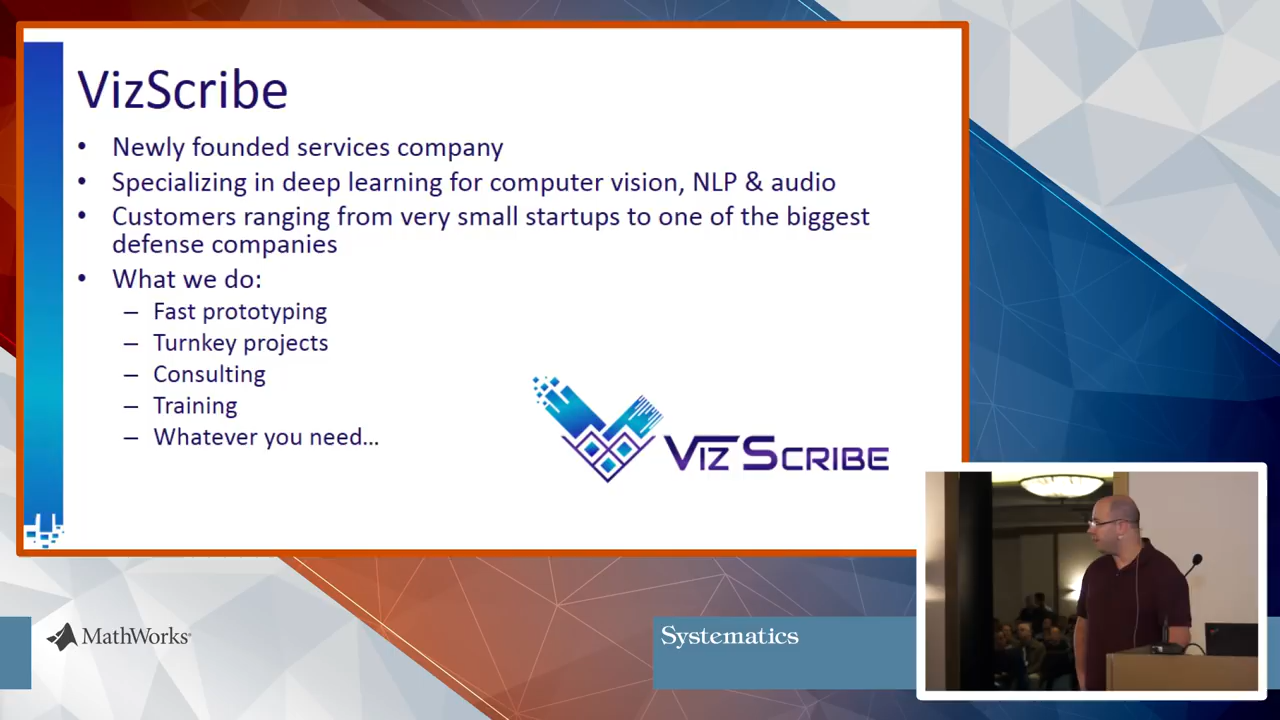 VizScribe
• Newly founded services company
• Specializing in deep learning for computer vision, NLP & audio
• Customers ranging from very small startups to one of the biggest
defense companies
• What we do:
– Fast prototyping
– Turnkey projects
– Consulting
– Training
– Whatever you need...
VIZ SCRIBE
MathWorks®
Systematics